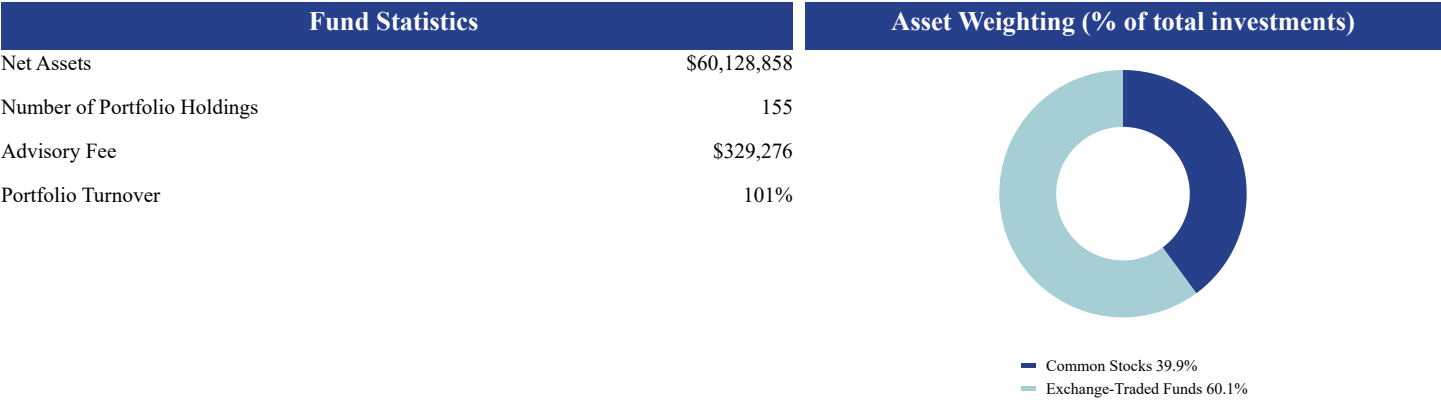 Fund Statistics
Net Assets $60,128,858
Number of Portfolio Holdings 155
Advisory Fee $329,276
Portfolio Turnover 101%
Asset Weighting (% of total investments)
Common Stocks 39.9%
Exchange-Traded Funds 60.1%